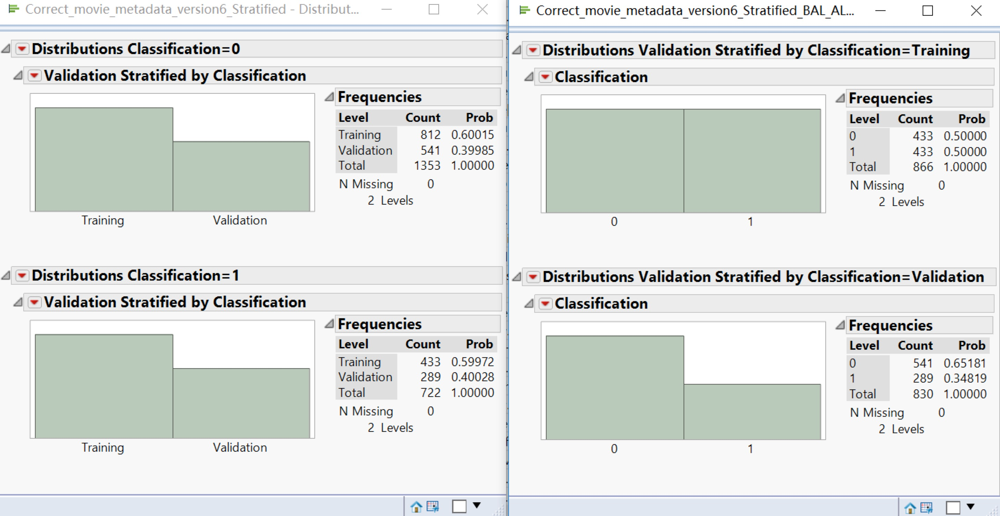 Correct_movie_metadata_version6_Stratified - Distribut...
Distributions Classification=0
Validation Stratified by Classification
Frequencies
Level Count Prob
Training 812 0.60015
Validation 541 0.39985
Total 1353 1.00000
N Missing 0
2 Levels
Training Validation
Distributions Classification=1
Validation Stratified by Classification
Frequencies
Level Count Prob
Training 433 0.59972
Validation 289 0.40028
Total 722 1.00000
N Missing 0
2 Levels
Training Validation
Correct_movie_metadata_version6_Stratified_BAL_AL...
Distributions Validation Stratified by Classification=Training
Classification
Frequencies
Level Count Prob
0 433 0.50000
1 433 0.50000
Total 866 1.00000
N Missing 0
2 Levels
0 1
Distributions Validation Stratified by Classification=Validation
Classification
Frequencies
Level Count Prob
0 541 0.65181
1 289 0.34819
Total 830 1.00000
N Missing 0
2 Levels
0 1